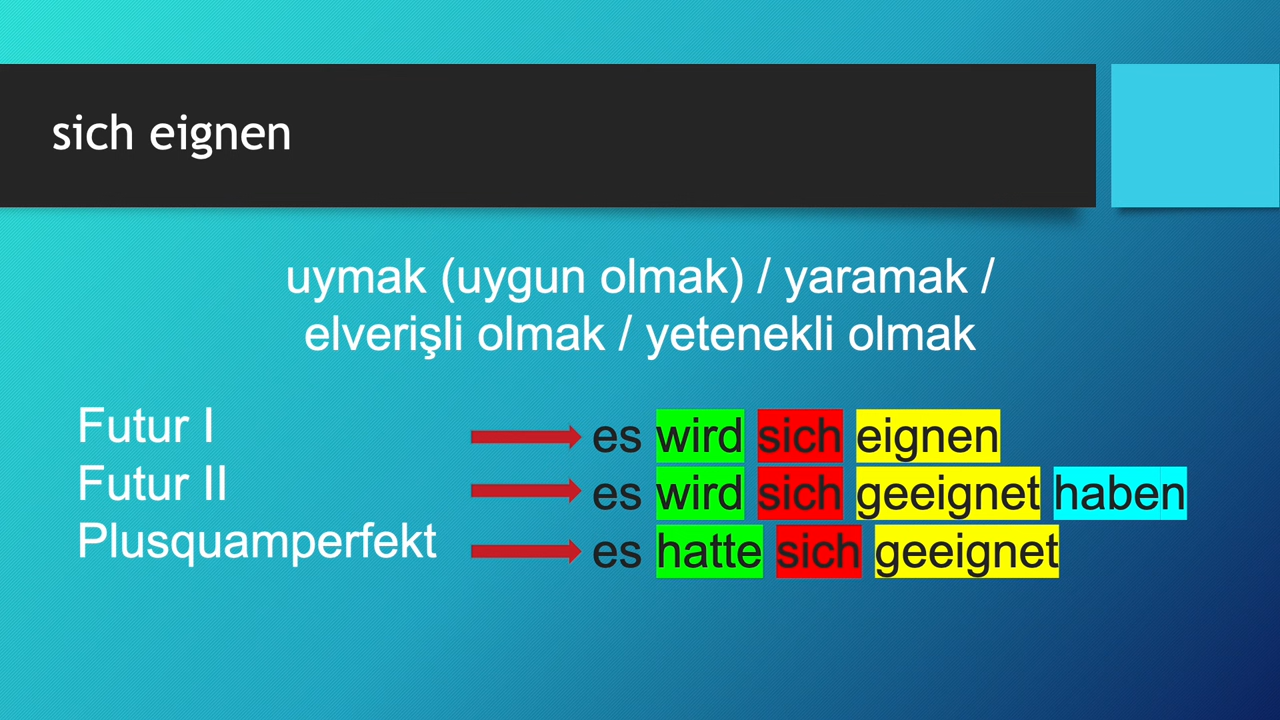 sich eignen
uymak (uygun olmak) / yaramak /
elverişli olmak / yetenekli olmak
Futur I es wird sich eignen
Futur II es wird sich geeignet haben
Plusquamperfekt es hatte sich geeignet